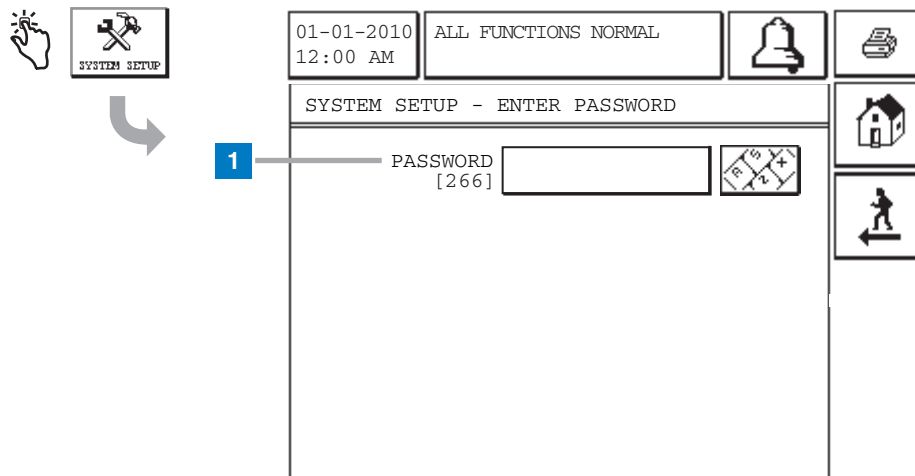 SYSTEM SETUP
01-01-2010
12:00 AM
ALL FUNCTIONS NORMAL
SYSTEM SETUP - ENTER PASSWORD
1
PASSWORD
[266]
A S +
Z